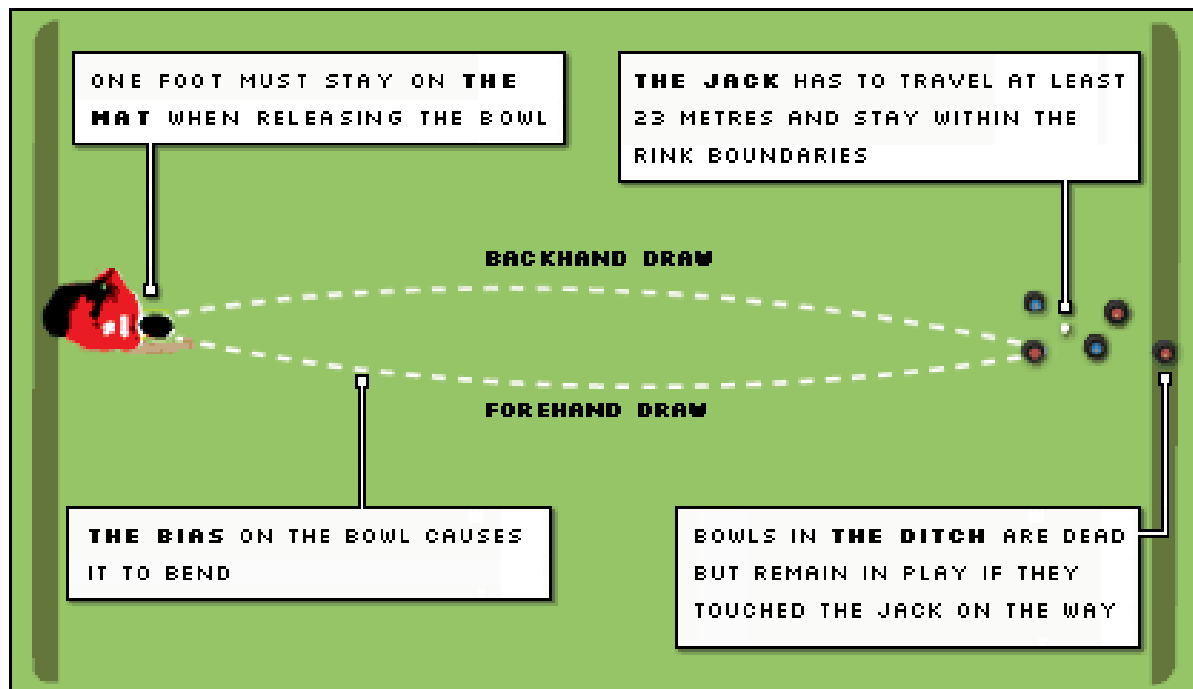 ONE FOOT MUST STAY ON THE
MAT WHEN RELEASING THE BOWL
THE JACK HAS TO TRAVEL AT LEAST
23 METRES AND STAY WITHIN THE
RINK BOUNDARIES
BACKHAND DRAW
FOREHAND DRAW
THE BIAS ON THE BOWL CAUSES
IT TO BEND
BOWLS IN THE DITCH ARE DEAD
BUT REMAIN IN PLAY IF THEY
TOUCHED THE JACK ON THE WAY